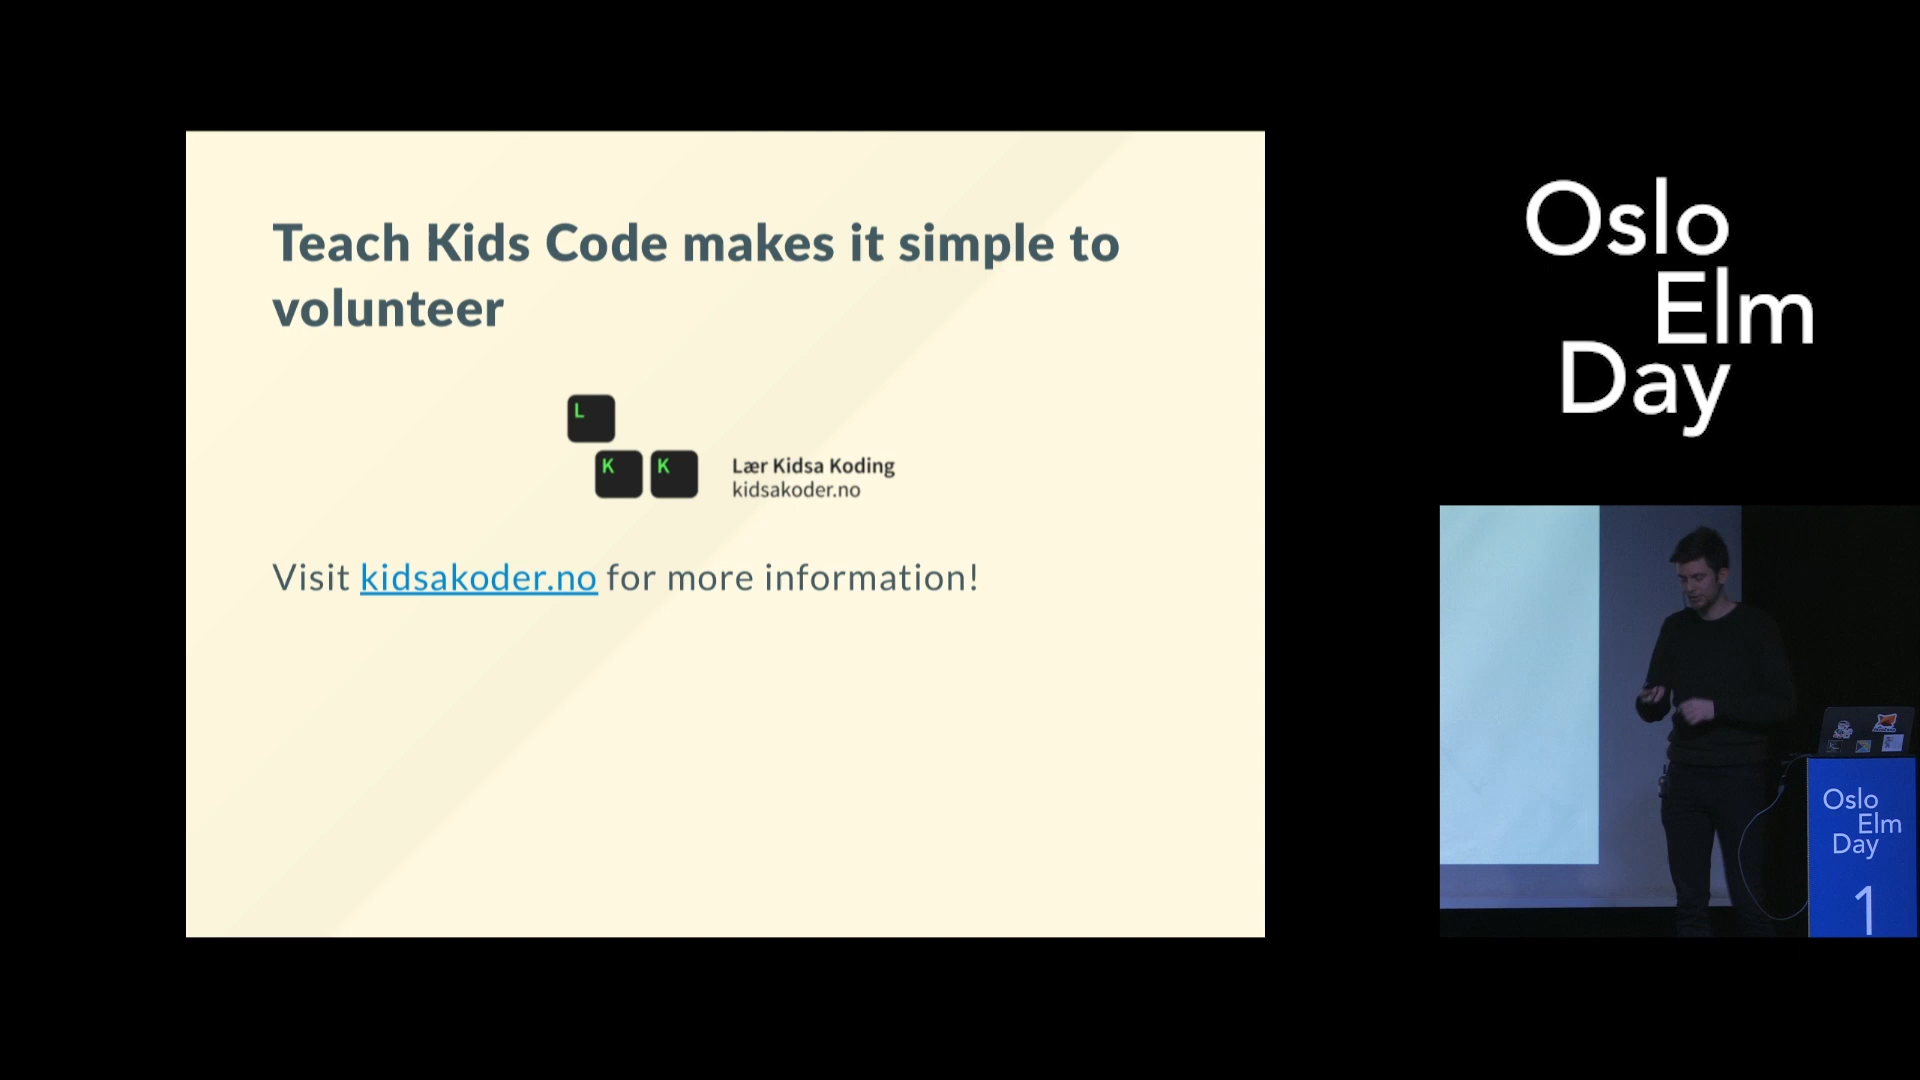 Teach Kids Code makes it simple to
volunteer
L
K K
Lær Kidsa Koding
kidsakoder.no
Visit kidsakoder.no for more information!
Oslo
Elm
Day
Oslo
Elm
Day
1